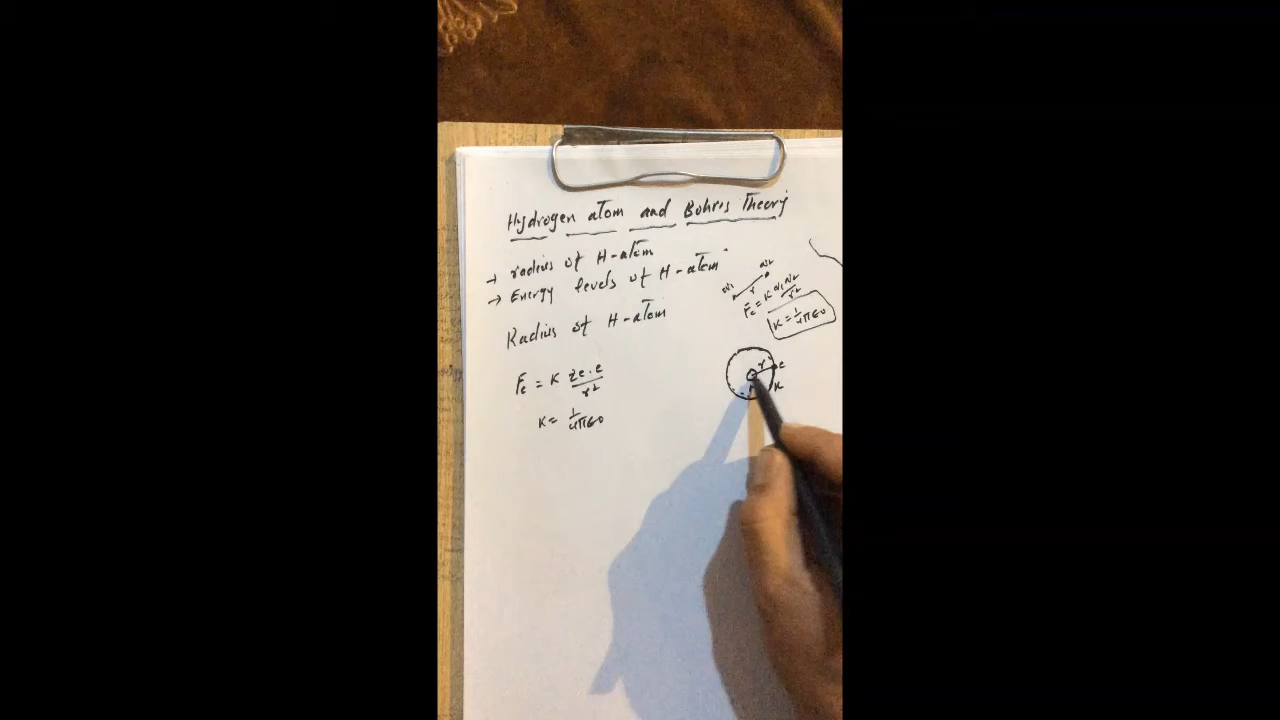 Hydrogen atom and Bohr's Theory
→ radius of H-atom
→ Energy levels of H-atom
Radius of H-atom
Fe = K Ze.e / r²
K = 1/4πϵ0
r
Fe = K / r²
K = 1/4πϵ0
r e